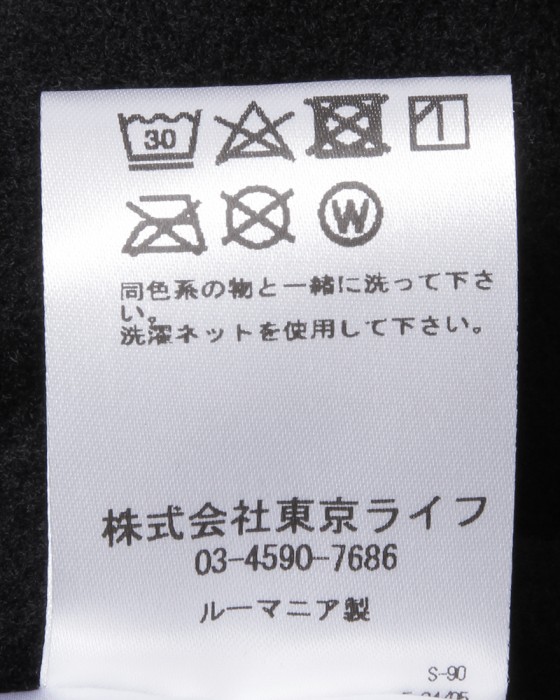 30
W
同色系の物と一緒に洗って下さ
い。
洗濯ネットを使用して下さい。
株式会社東京ライフ
03-4590-7686
ルーマニア製
S-90